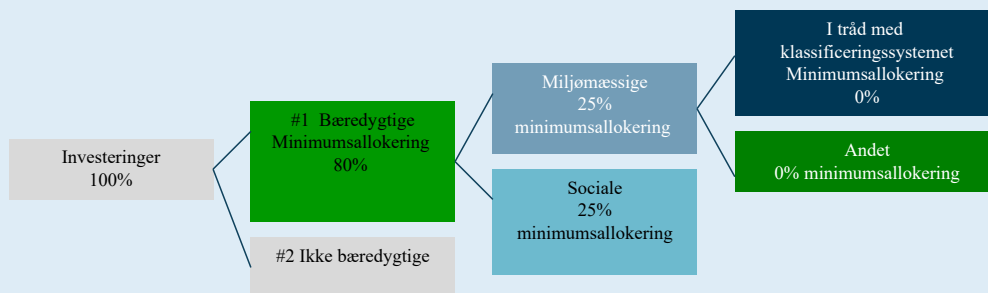 Investeringer
100%
#1 Bæredygtige
Minimumsallokering
80%
#2 Ikke bæredygtige
Miljømæssige
25%
minimumsallokering
Sociale
25%
minimumsallokering
I tråd med
klassificeringssystemet
Minimumsallokering
0%
Andet
0% minimumsallokering